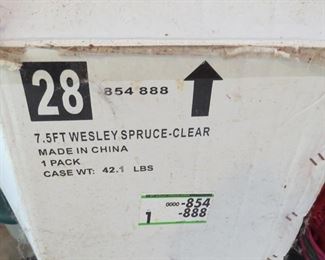 28 854 888
7.5FT WESLEY SPRUCE-CLEAR
MADE IN CHINA
1 PACK
CASE WT: 42.1 LBS
0000 -854
1 -888